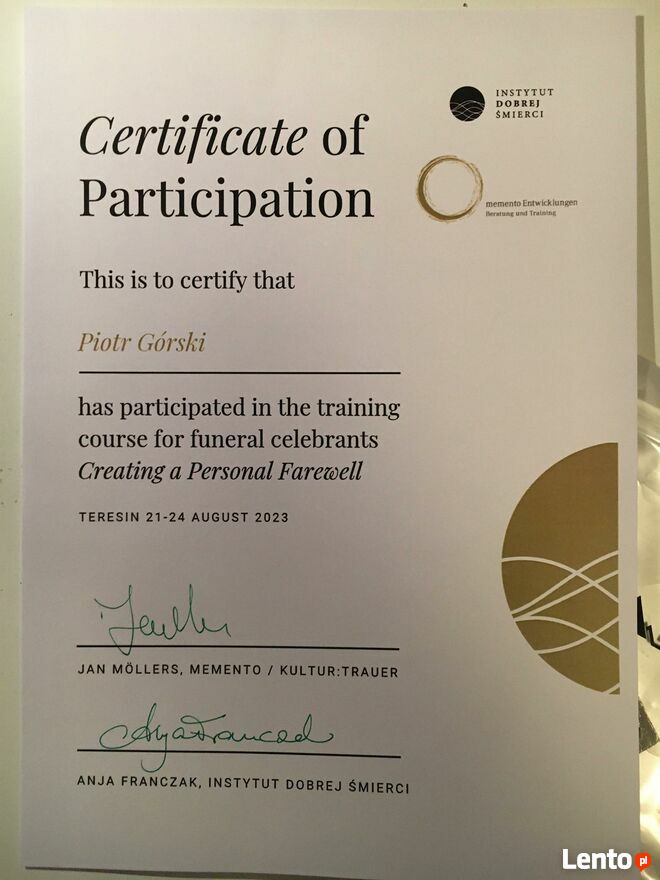 Certificate of
Participation
INSTYTUT
DOBREJ
ŚMIERCI
memento Entwicklungen
Beratung und Training
This is to certify that
Piotr Górski
has participated in the training
course for funeral celebrants
Creating a Personal Farewell
TERESIN 21-24 AUGUST 2023
JAN MÖLLERS, MEMENTO / KULTUR:TRAUER
AnjaFranczak
ANJA FRANCZAK, INSTYTUT DOBREJ ŚMIERCI
Lento.pl